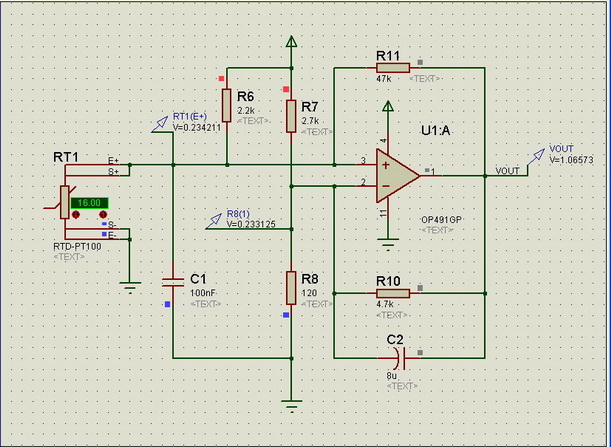 R11
47k
<TEXT>
R6
2.2k
<TEXT>
R7
2.7k
<TEXT>
RT1(E+)
V=0.234211
U1:A
4
3
2
1
11
OP491GP
<TEXT>
VOUT
VOUT
V=1.06573
RT1
E+
S+
16.00
S-
E-
RTD-PT100
<TEXT>
R8(1)
V=0.233125
C1
100nF
<TEXT>
R8
120
<TEXT>
R10
4.7k
<TEXT>
C2
8u
<TEXT>